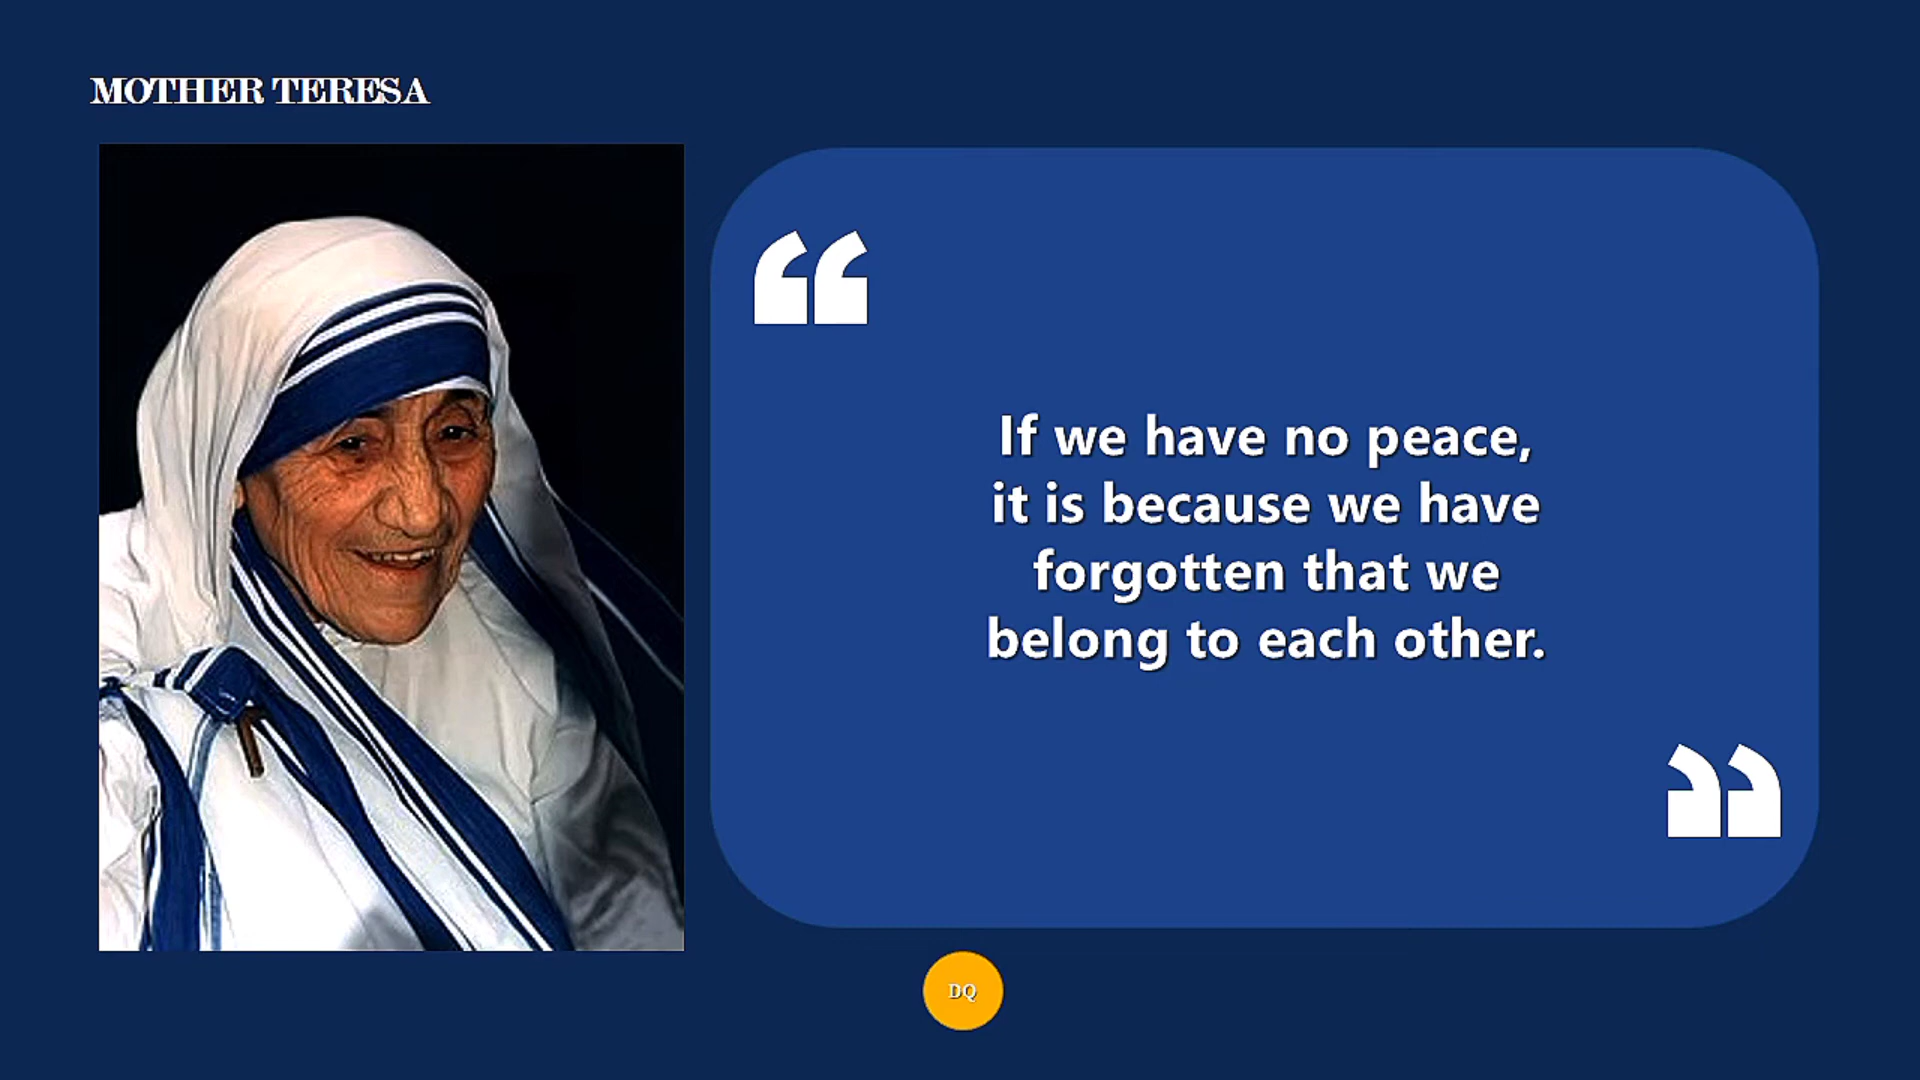 MOTHER TERESA
If we have no peace,
it is because we have
forgotten that we
belong to each other.
DQ